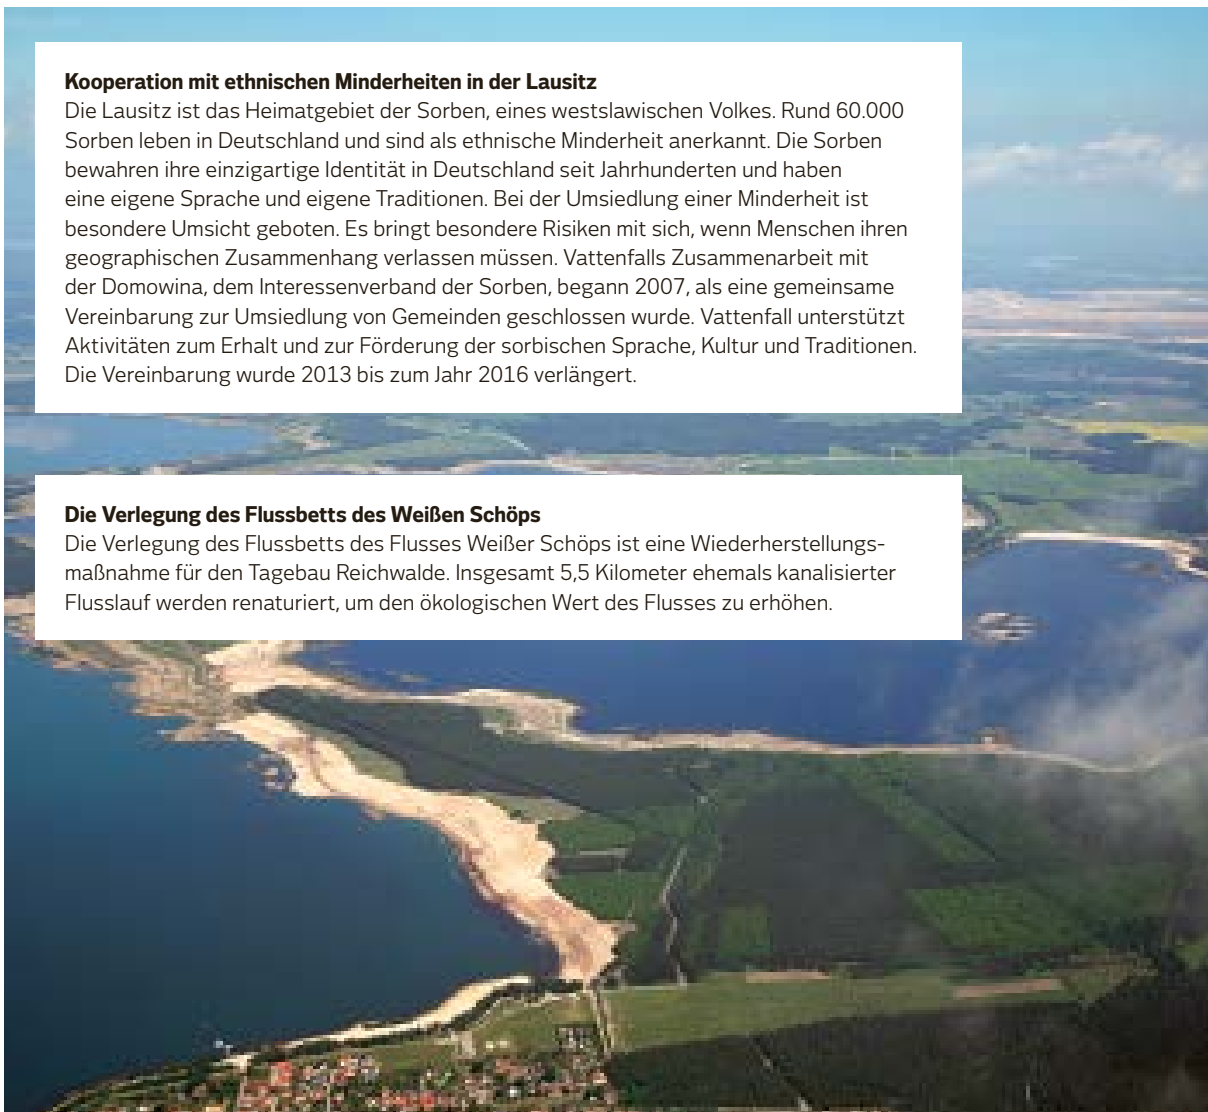 Kooperation mit ethnischen Minderheiten in der Lausitz
Die Lausitz ist das Heimatgebiet der Sorben, eines westslawischen Volkes. Rund 60.000
Sorben leben in Deutschland und sind als ethnische Minderheit anerkannt. Die Sorben
bewahren ihre einzigartige Identität in Deutschland seit Jahrhunderten und haben
eine eigene Sprache und eigene Traditionen. Bei der Umsiedlung einer Minderheit ist
besondere Umsicht geboten. Es bringt besondere Risiken mit sich, wenn Menschen ihren
geographischen Zusammenhang verlassen müssen. Vattenfalls Zusammenarbeit mit
der Domowina, dem Interessenverband der Sorben, begann 2007, als eine gemeinsame
Vereinbarung zur Umsiedlung von Gemeinden geschlossen wurde. Vattenfall unterstützt
Aktivitäten zum Erhalt und zur Förderung der sorbischen Sprache, Kultur und Traditionen.
Die Vereinbarung wurde 2013 bis zum Jahr 2016 verlängert.
Die Verlegung des Flussbetts des Weißen Schöps
Die Verlegung des Flussbetts des Flusses Weißer Schöps ist eine Wiederherstellungs-
maßnahme für den Tagebau Reichwalde. Insgesamt 5,5 Kilometer ehemals kanalisierter
Flusslauf werden renaturiert, um den ökologischen Wert des Flusses zu erhöhen.